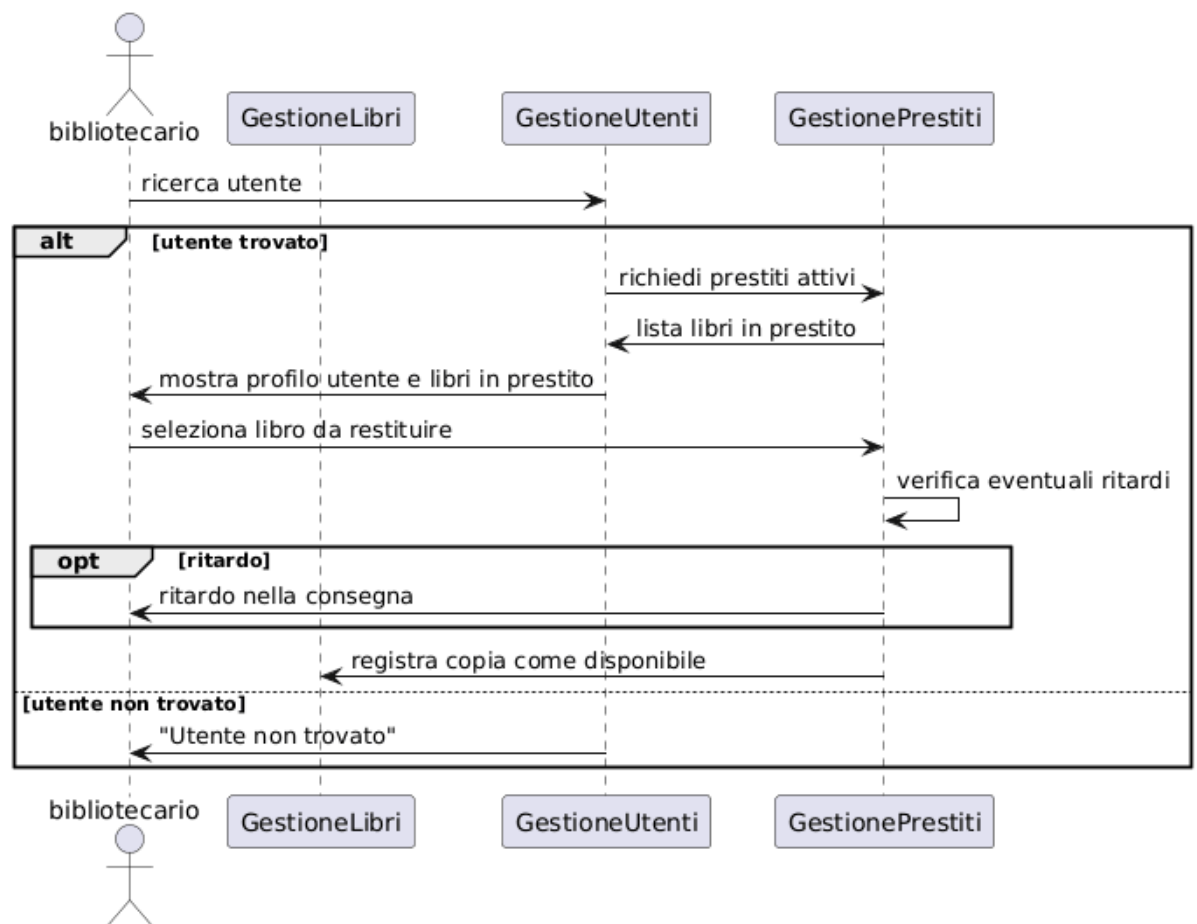 bibliotecario
GestioneLibri
GestioneUtenti
GestionePrestiti
ricerca utente
alt
[utente trovato]
richiedi prestiti attivi
lista libri in prestito
mostra profilo utente e libri in prestito
seleziona libro da restituire
verifica eventuali ritardi
opt
[ritardo]
ritardo nella consegna
registra copia come disponibile
[utente non trovato]
"Utente non trovato"
bibliotecario
GestioneLibri
GestioneUtenti
GestionePrestiti